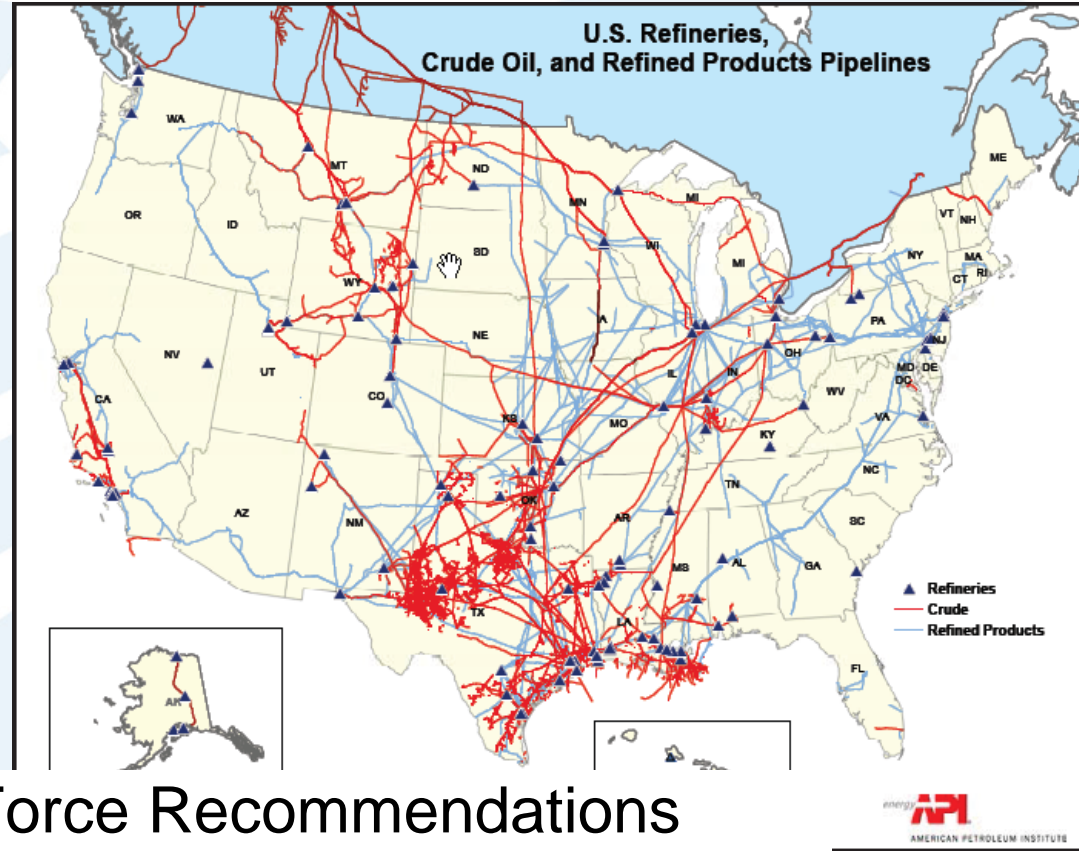 U.S. Refineries,
Crude Oil, and Refined Products Pipelines
WA
MT
ND
MN
MI
ME
VT
NH
OR
ID
SD
WI
MI
NY
MA
CT
RI
WY
NE
IA
PA
NJ
NV
UT
CO
IL
IN
OH
MD
DE
DC
WV
VA
CA
KS
MO
KY
AZ
NM
OK
AR
TN
NC
SC
TX
LA
MS
AL
GA
FL
AK
Refineries
Crude
Refined Products
Force Recommendations
energy API
AMERICAN PETROLEUM INSTITUTE